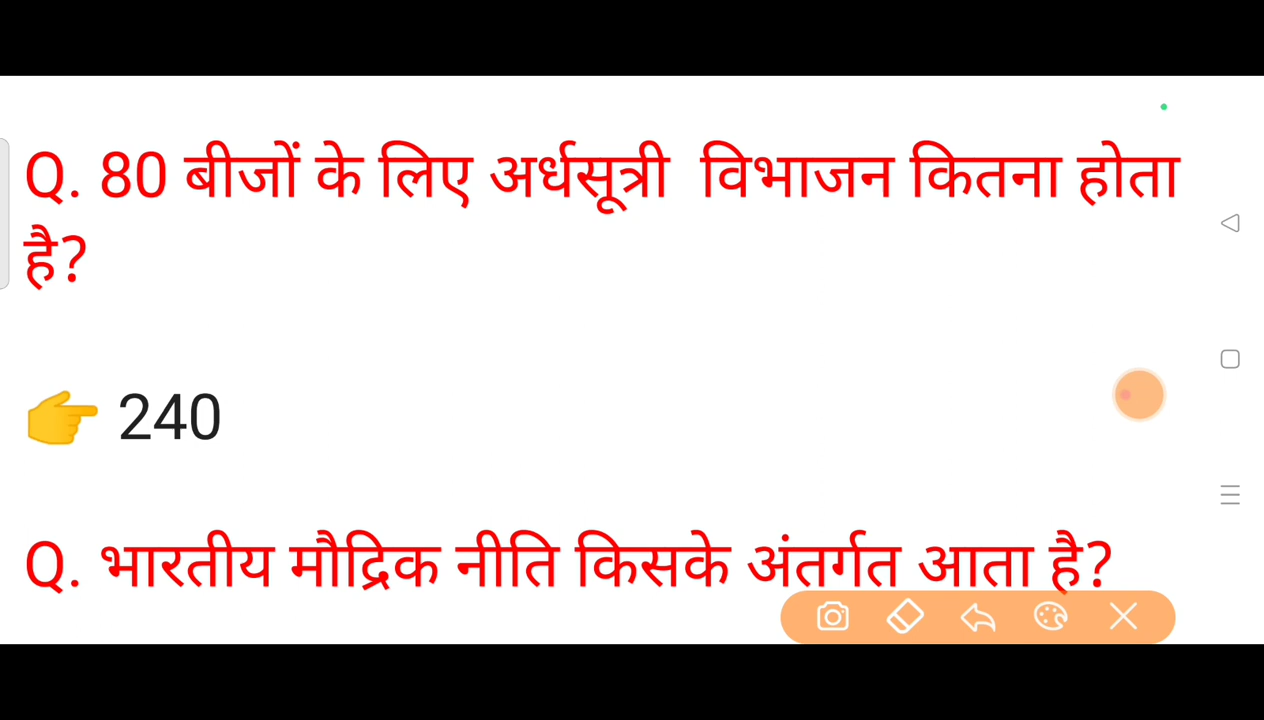 Q. 80 बीजों के लिए अर्धसूत्री विभाजन कितना होता
है?
👉 240
Q. भारतीय मौद्रिक नीति किसके अंतर्गत आता है?